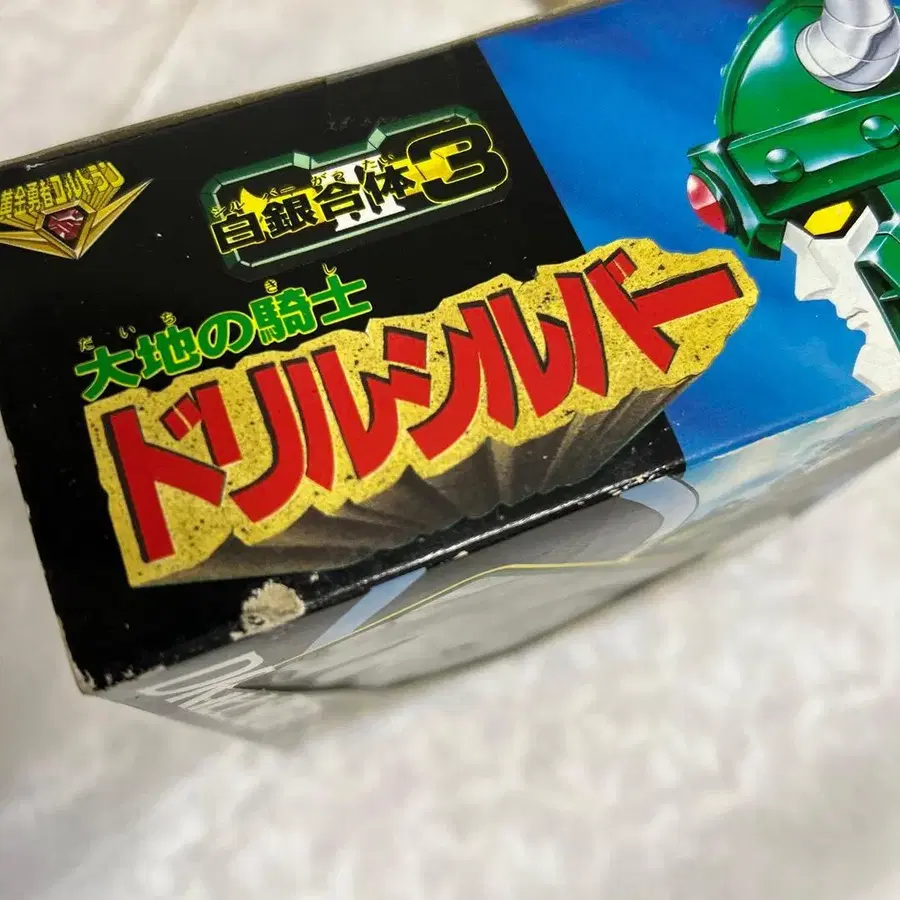 黄金勇者ゴルドラン
シルバーがったい
白銀合体3
だいち きし
大地の騎士
ドリルシルバー